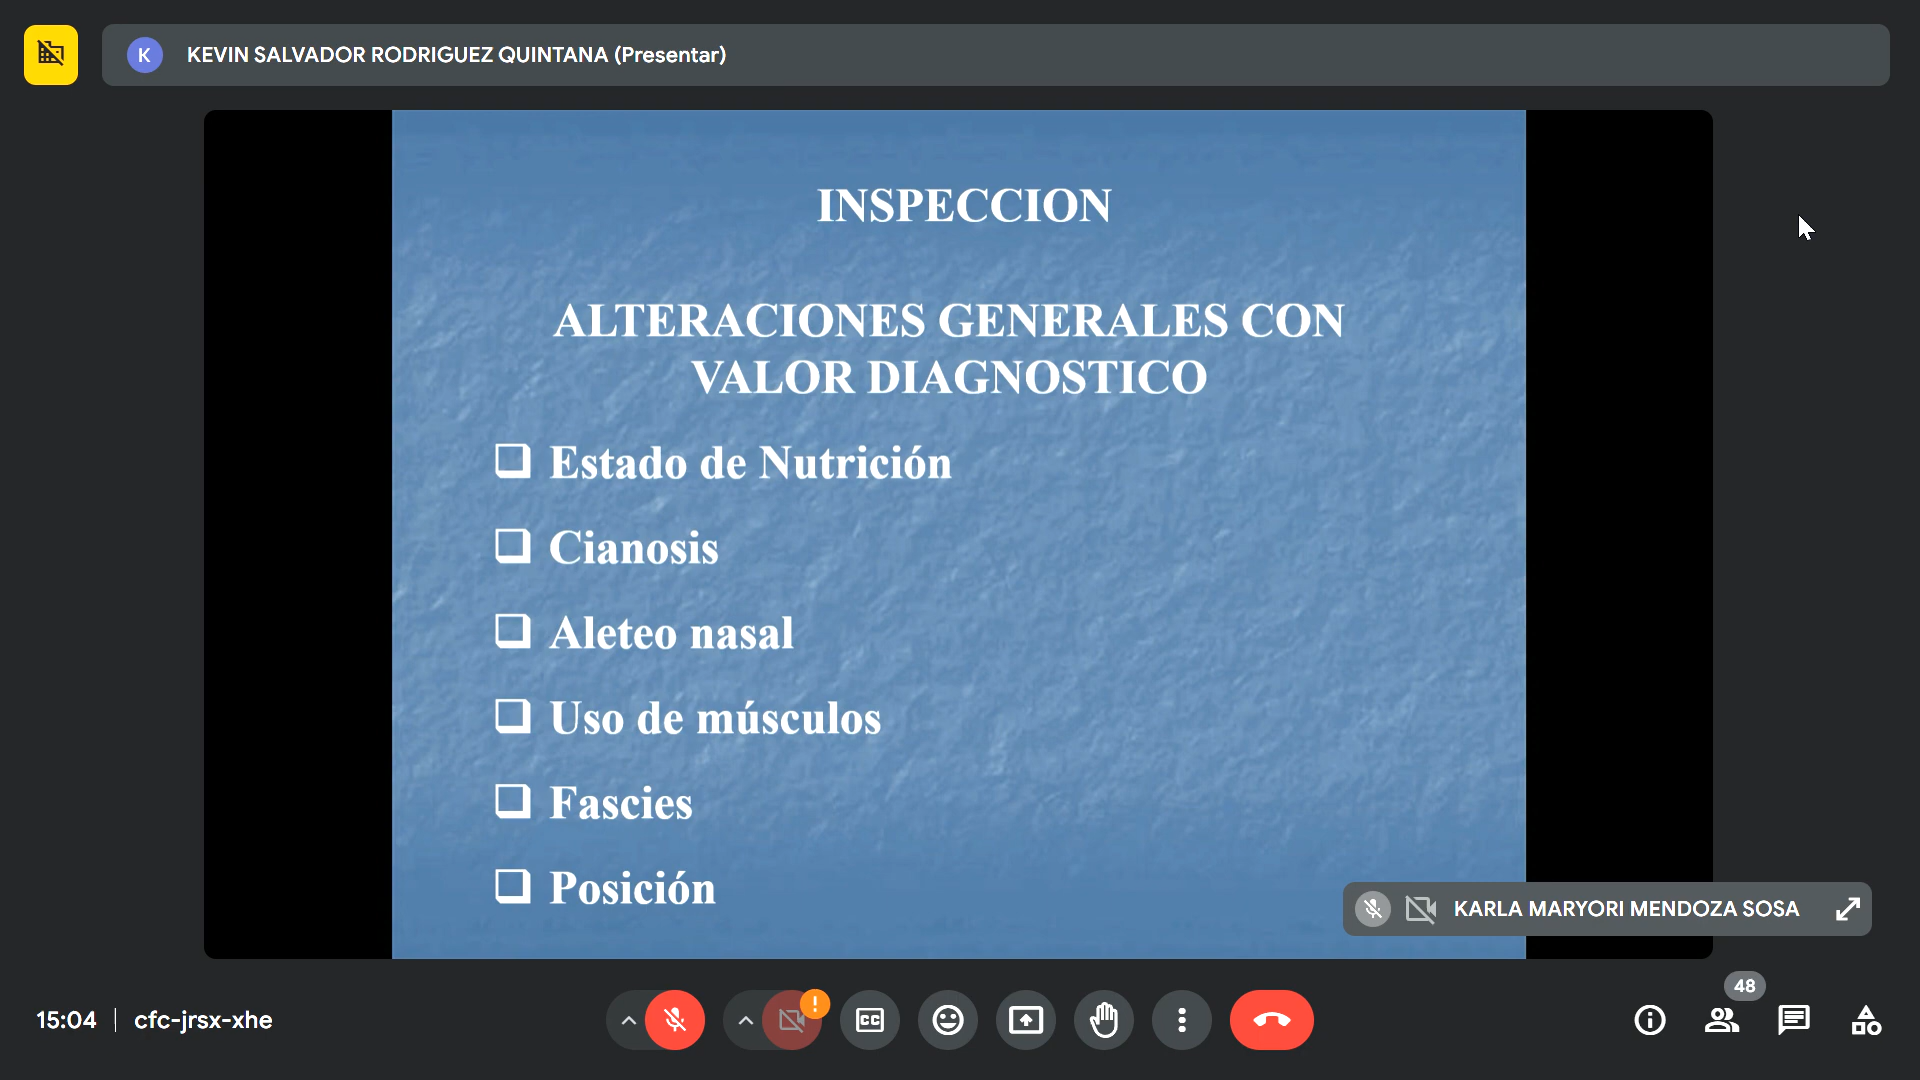 K KEVIN SALVADOR RODRIGUEZ QUINTANA (Presentar)
INSPECCION
ALTERACIONES GENERALES CON
VALOR DIAGNOSTICO
❑ Estado de Nutrición
❑ Cianosis
❑ Aleteo nasal
❑ Uso de músculos
❑ Fascies
❑ Posición
KARLA MARYORI MENDOZA SOSA
48
15:04 | cfc-jrsx-xhe
! CC